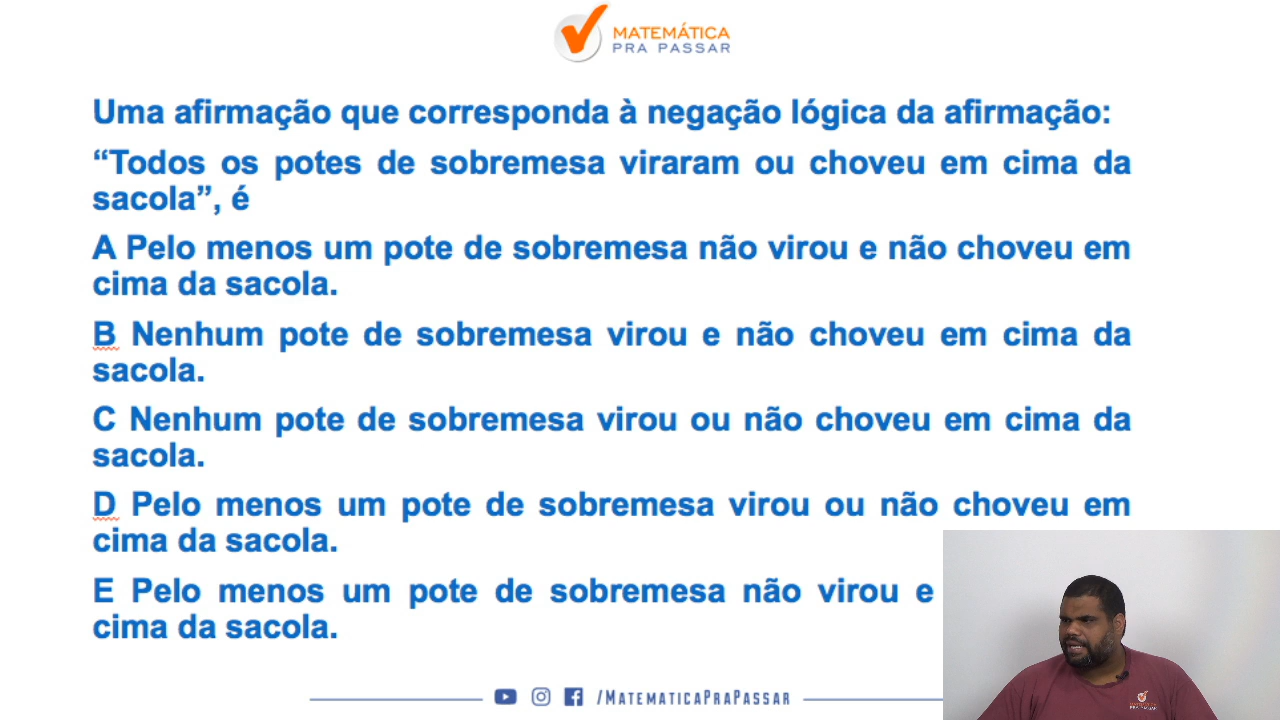 MATEMÁTICA
PRA PASSAR
Uma afirmação que corresponda à negação lógica da afirmação:
“Todos os potes de sobremesa viraram ou choveu em cima da
sacola”, é
A Pelo menos um pote de sobremesa não virou e não choveu em
cima da sacola.
B Nenhum pote de sobremesa virou e não choveu em cima da
sacola.
C Nenhum pote de sobremesa virou ou não choveu em cima da
sacola.
D Pelo menos um pote de sobremesa virou ou não choveu em
cima da sacola.
E Pelo menos um pote de sobremesa não virou e
cima da sacola.
/MATEMATICAPRAPASSAR
MATEMÁTICA
PRA PASSAR